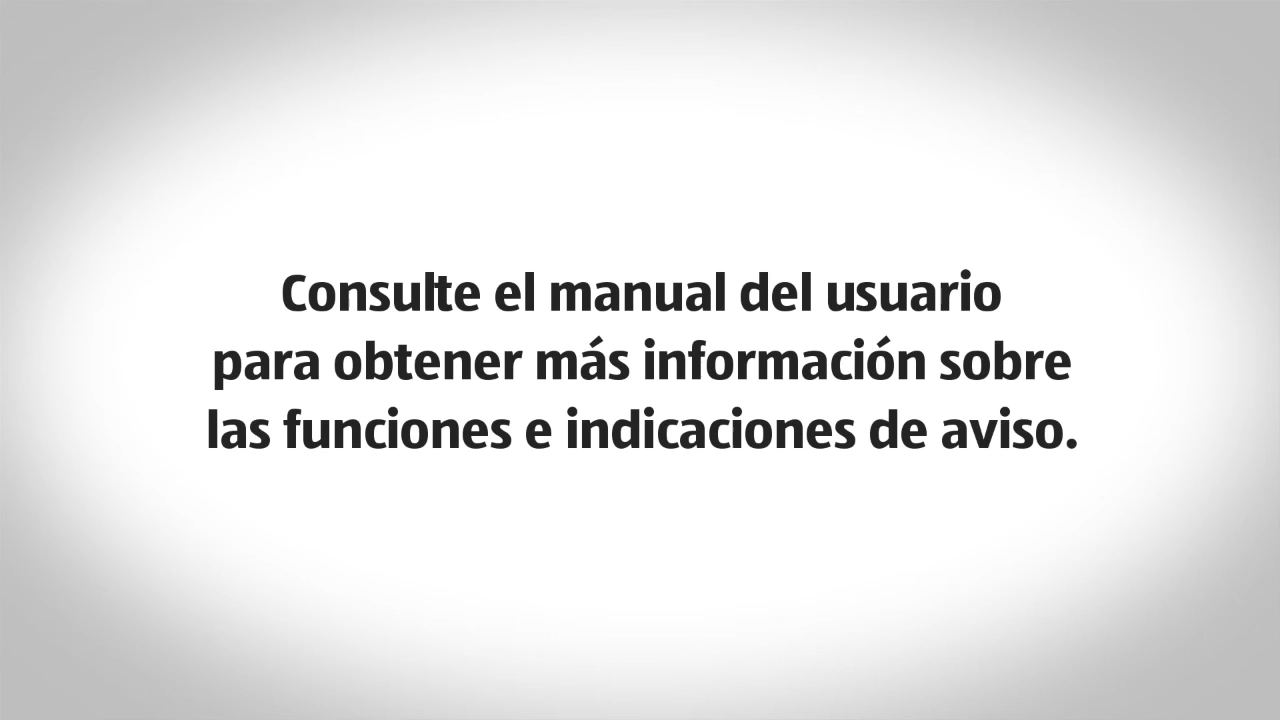 Consulte el manual del usuario
para obtener más información sobre
las funciones e indicaciones de aviso.